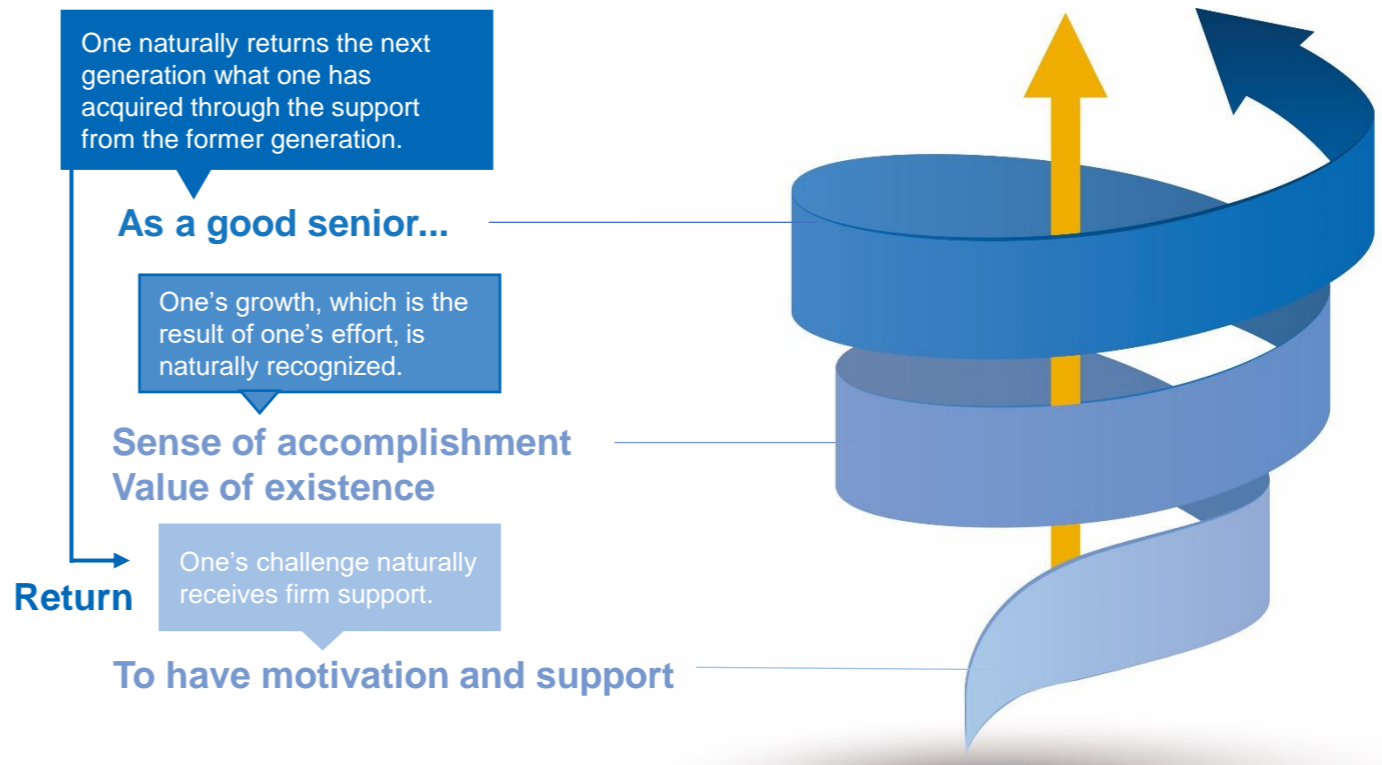 One naturally returns the next
generation what one has
acquired through the support
from the former generation.
As a good senior...
One’s growth, which is the
result of one’s effort, is
naturally recognized.
Sense of accomplishment
Value of existence
One’s challenge naturally
receives firm support.
Return
To have motivation and support